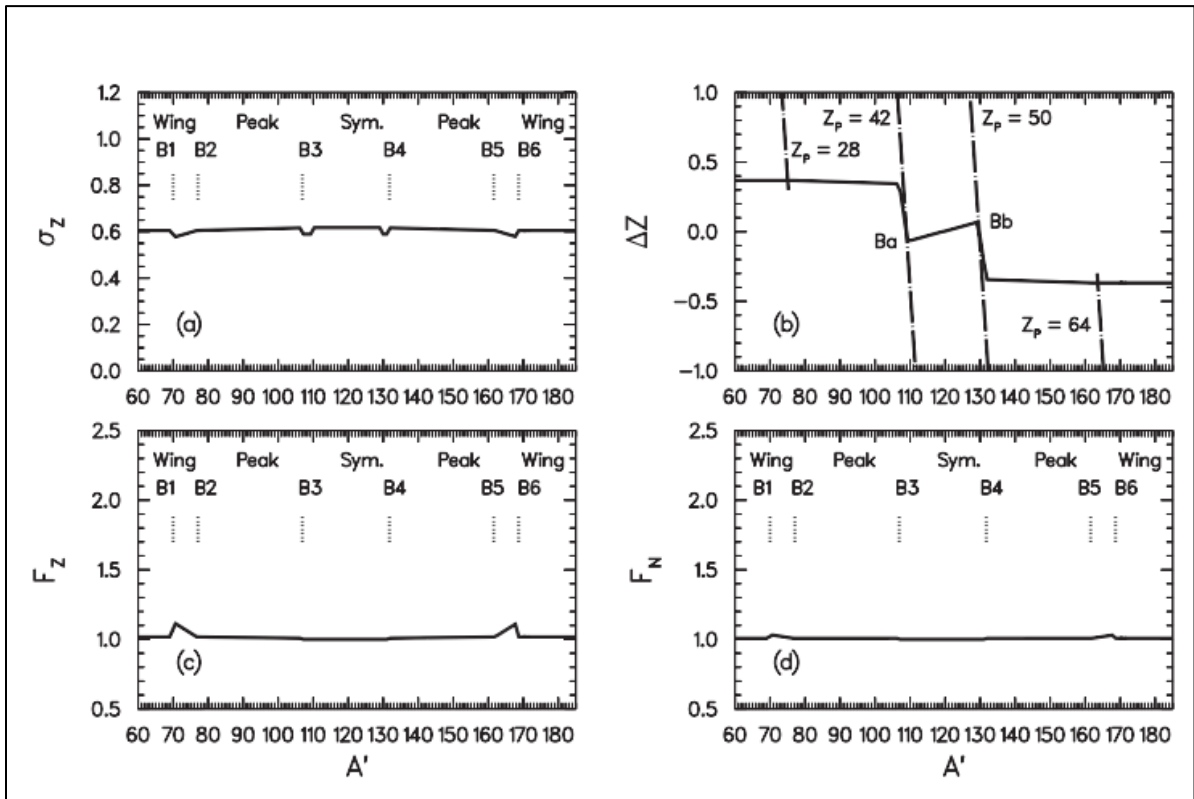 1.2
1.0
0.8
0.6
0.4
0.2
0.0
σZ
Wing Peak Sym. Peak Wing
B1 B2 B3 B4 B5 B6
(a)
60 70 80 90 100 110 120 130 140 150 160 170 180
1.0
0.5
0.0
−0.5
−1.0
ΔZ
ZP = 42
ZP = 50
ZP = 28
Ba
Bb
ZP = 64
(b)
60 70 80 90 100 110 120 130 140 150 160 170 180
2.5
2.0
1.5
1.0
0.5
FZ
Wing Peak Sym. Peak Wing
B1 B2 B3 B4 B5 B6
(c)
60 70 80 90 100 110 120 130 140 150 160 170 180
A'
2.5
2.0
1.5
1.0
0.5
FN
Wing Peak Sym. Peak Wing
B1 B2 B3 B4 B5 B6
(d)
60 70 80 90 100 110 120 130 140 150 160 170 180
A'